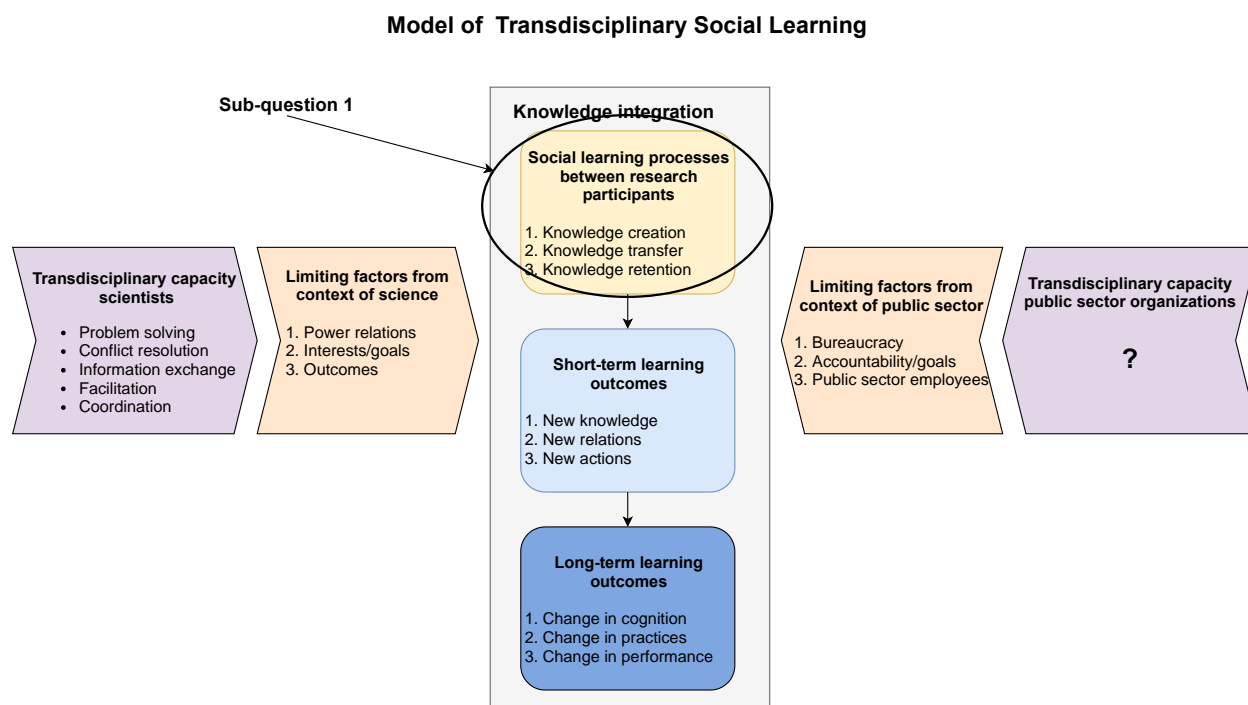 Model of  Transdisciplinary Social Learning
Sub-question 1
Knowledge integration
Social learning processes
between research
participants
1. Knowledge creation
2. Knowledge transfer
3. Knowledge retention
Transdisciplinary capacity
scientists
• Problem solving
• Conflict resolution
• Information exchange
• Facilitation
• Coordination
Limiting factors from
context of science
1. Power relations
2. Interests/goals
3. Outcomes
Limiting factors from
context of public sector
1. Bureaucracy
2. Accountability/goals
3. Public sector employees
Transdisciplinary capacity
public sector organizations
?
Short-term learning
outcomes
1. New knowledge
2. New relations
3. New actions
Long-term learning
outcomes
1. Change in cognition
2. Change in practices
3. Change in performance